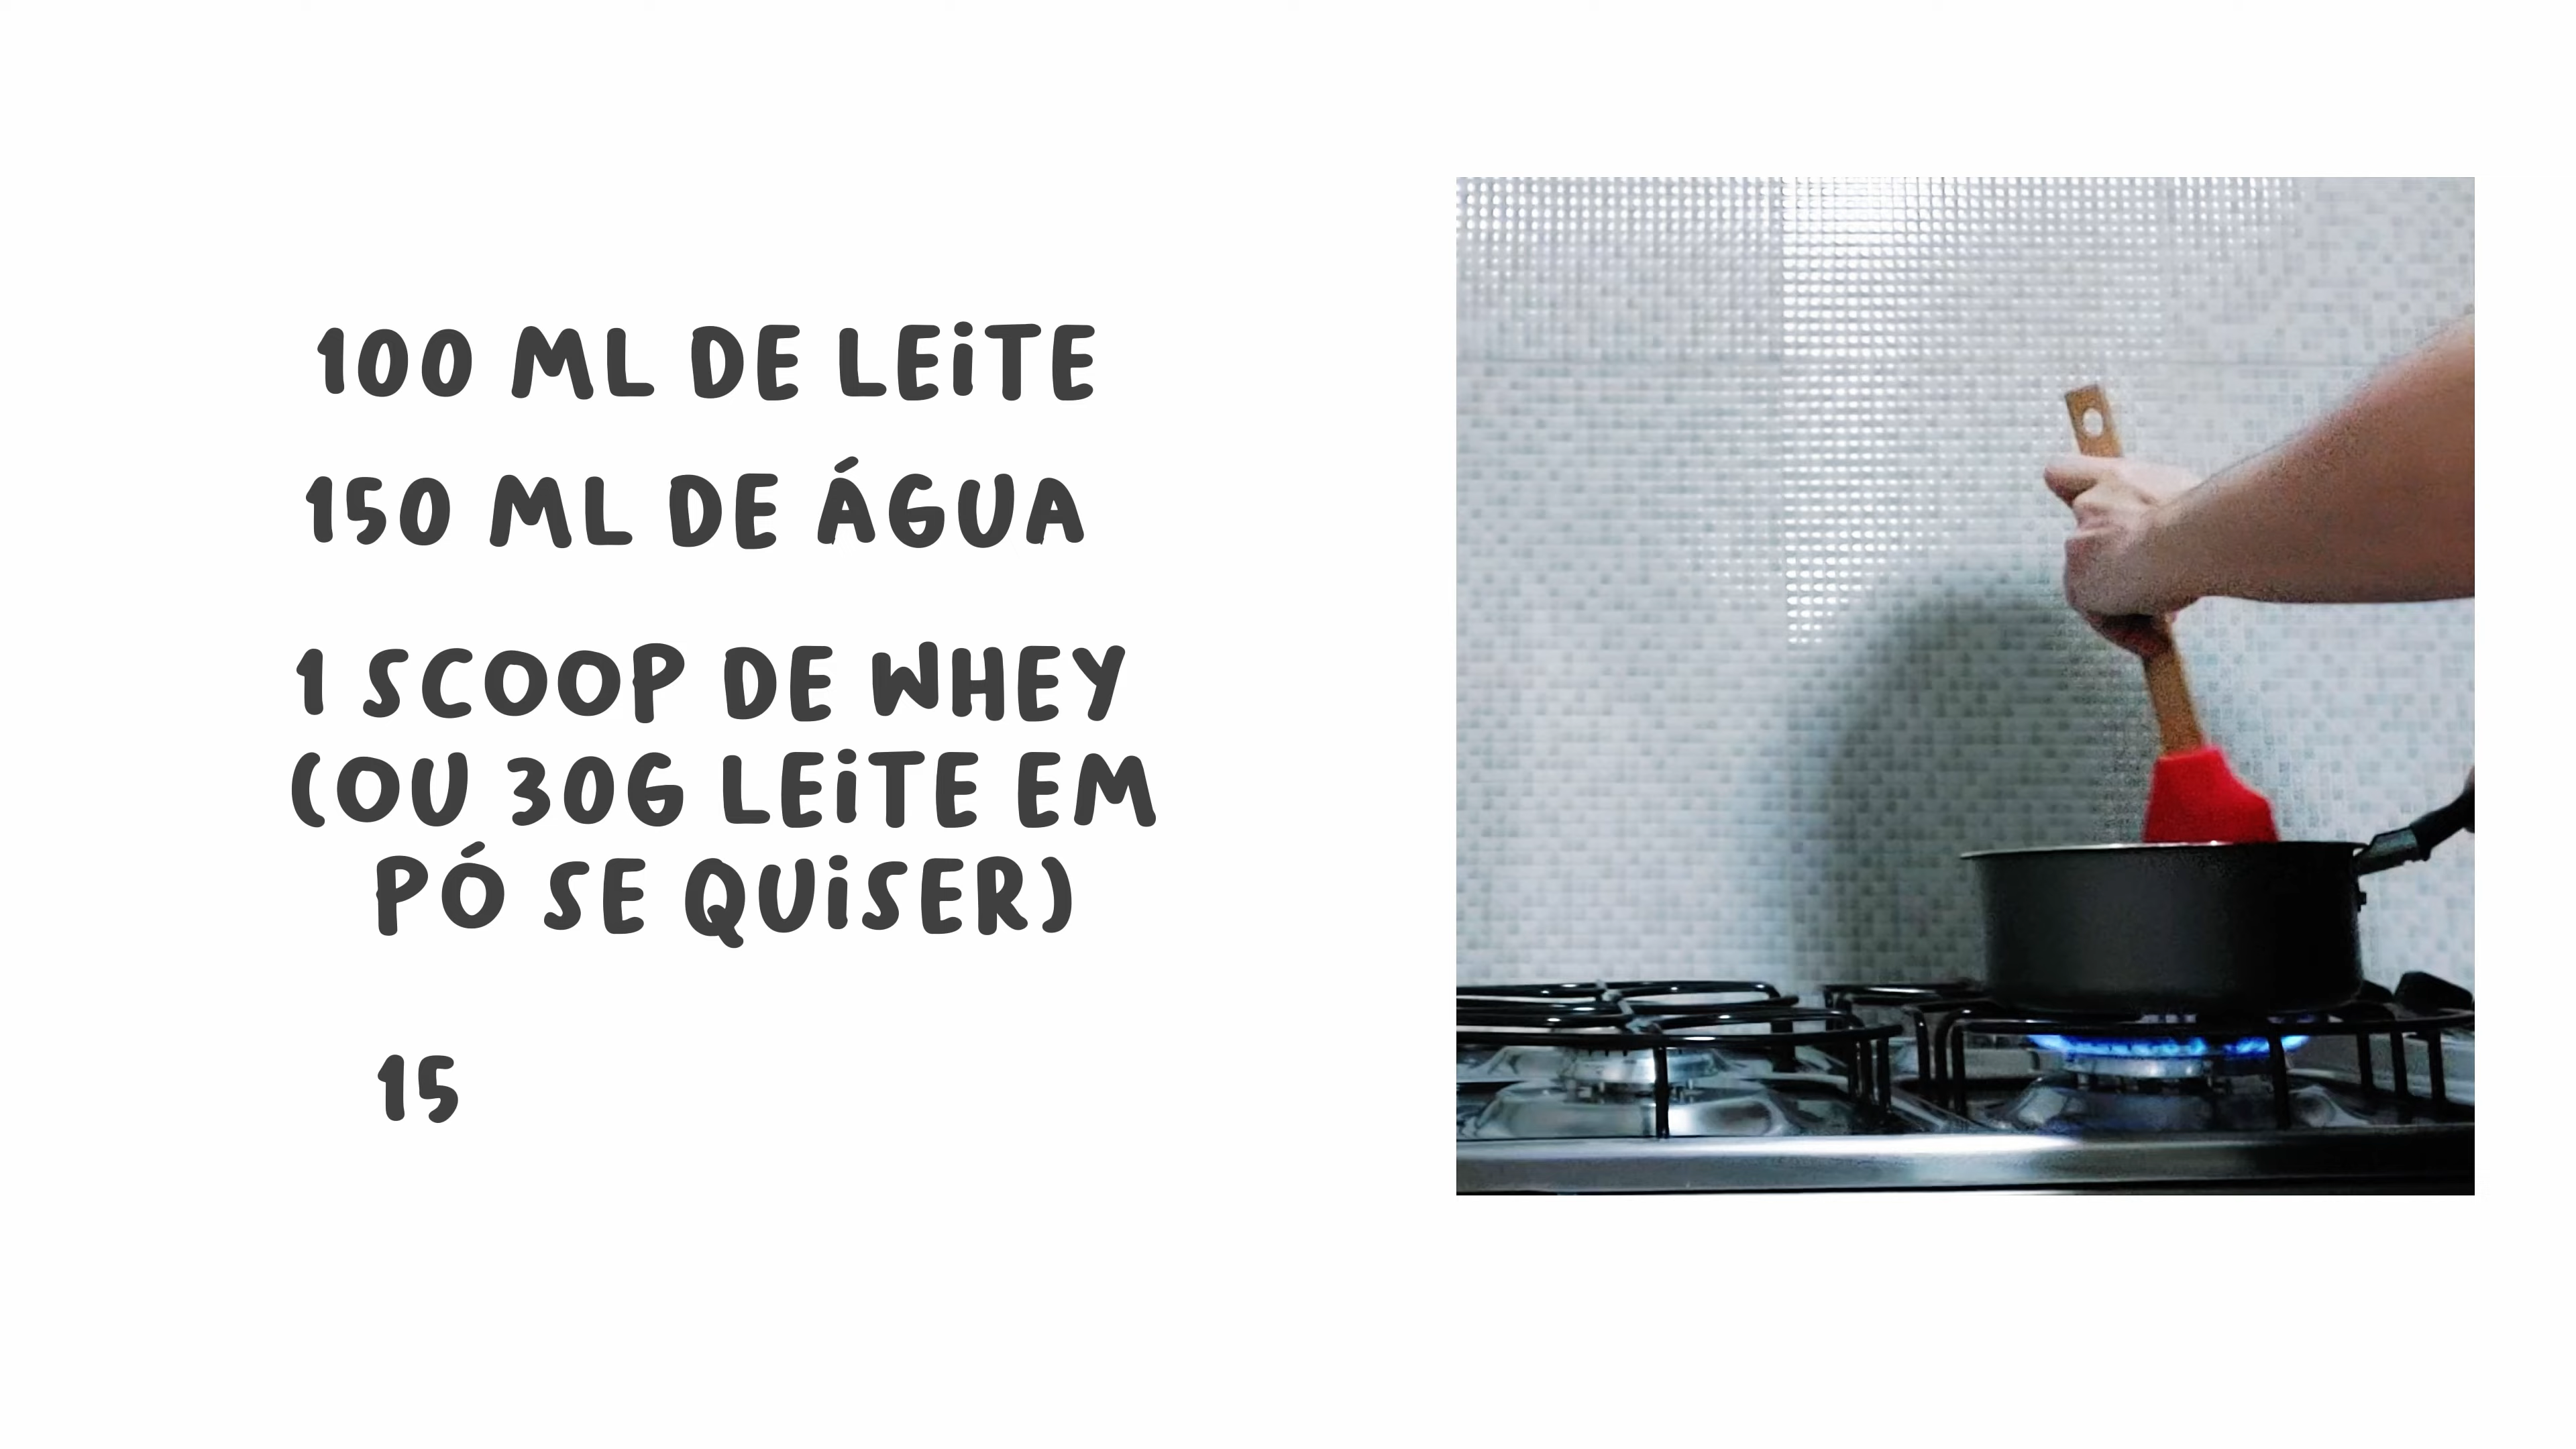 100 ML DE LEiTE
150 ML DE ÁGUA
1 SCOOP DE WHEY
(OU 30G LEiTE EM
PÓ SE QUiSER)
15